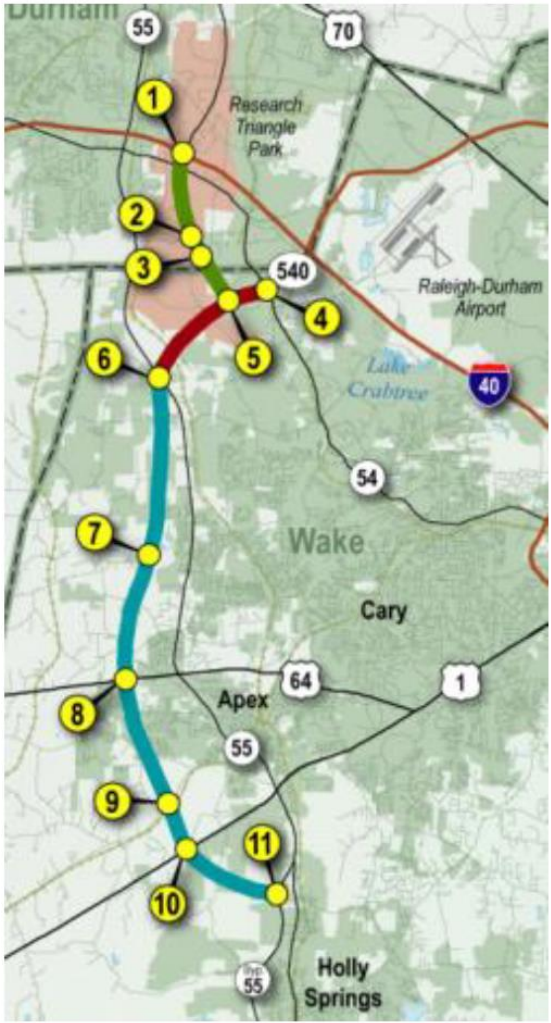 Durham
55
70
1
Research
Triangle
Park
2
3
540
Raleigh-Durham
Airport
4
5
6
Lake
Crabtree
40
54
7
Wake
Cary
64
1
8
Apex
55
9
11
10
Byp
55
Holly
Springs